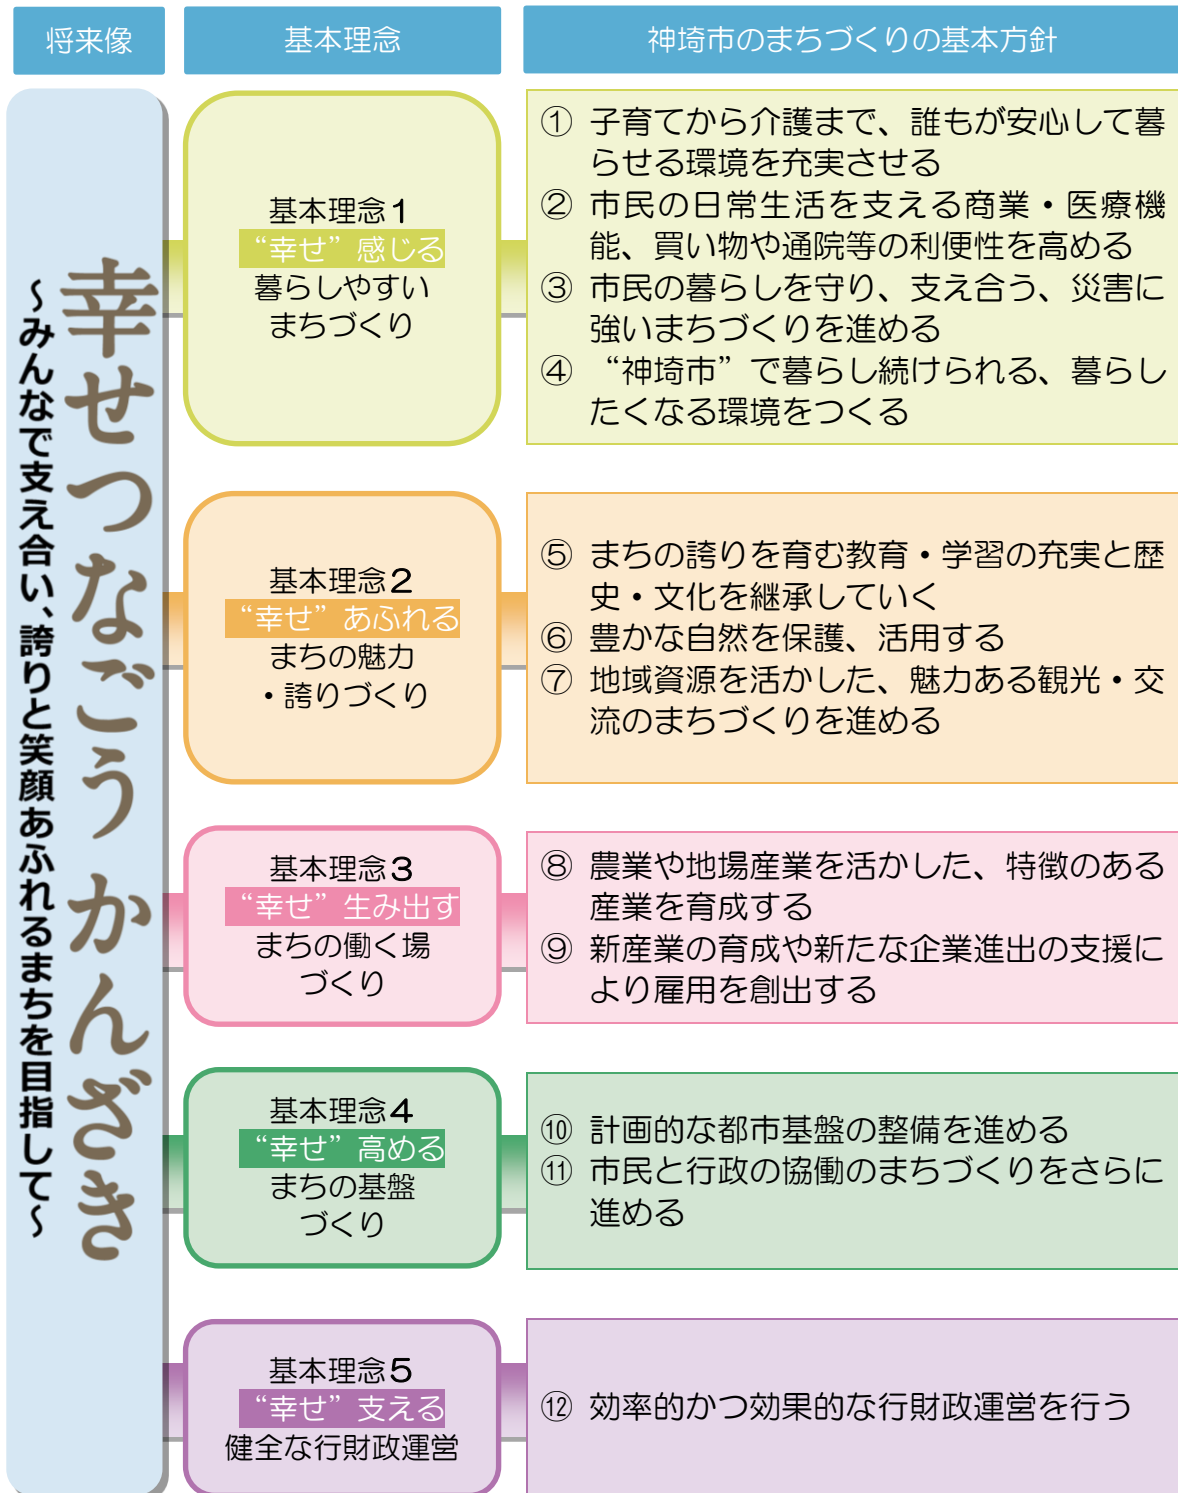 将来像
基本理念
神埼市のまちづくりの基本方針
幸せつなごう かんざき
～みんなで支え合い、誇りと笑顔あふれるまちを目指して～
基本理念1
“幸せ”感じる
暮らしやすい
まちづくり
① 子育てから介護まで、誰もが安心して暮
らせる環境を充実させる
② 市民の日常生活を支える商業・医療機
能、買い物や通院等の利便性を高める
③ 市民の暮らしを守り、支え合う、災害に
強いまちづくりを進める
④ “神埼市”で暮らし続けられる、暮らし
たくなる環境をつくる
基本理念2
“幸せ”あふれる
まちの魅力
・誇りづくり
⑤ まちの誇りを育む教育・学習の充実と歴
史・文化を継承していく
⑥ 豊かな自然を保護、活用する
⑦ 地域資源を活かした、魅力ある観光・交
流のまちづくりを進める
基本理念3
“幸せ”生み出す
まちの働く場
づくり
⑧ 農業や地場産業を活かした、特徴のある
産業を育成する
⑨ 新産業の育成や新たな企業進出の支援に
より雇用を創出する
基本理念4
“幸せ”高める
まちの基盤
づくり
⑩ 計画的な都市基盤の整備を進める
⑪ 市民と行政の協働のまちづくりをさらに
進める
基本理念5
“幸せ”支える
健全な行財政運営
⑫ 効率的かつ効果的な行財政運営を行う